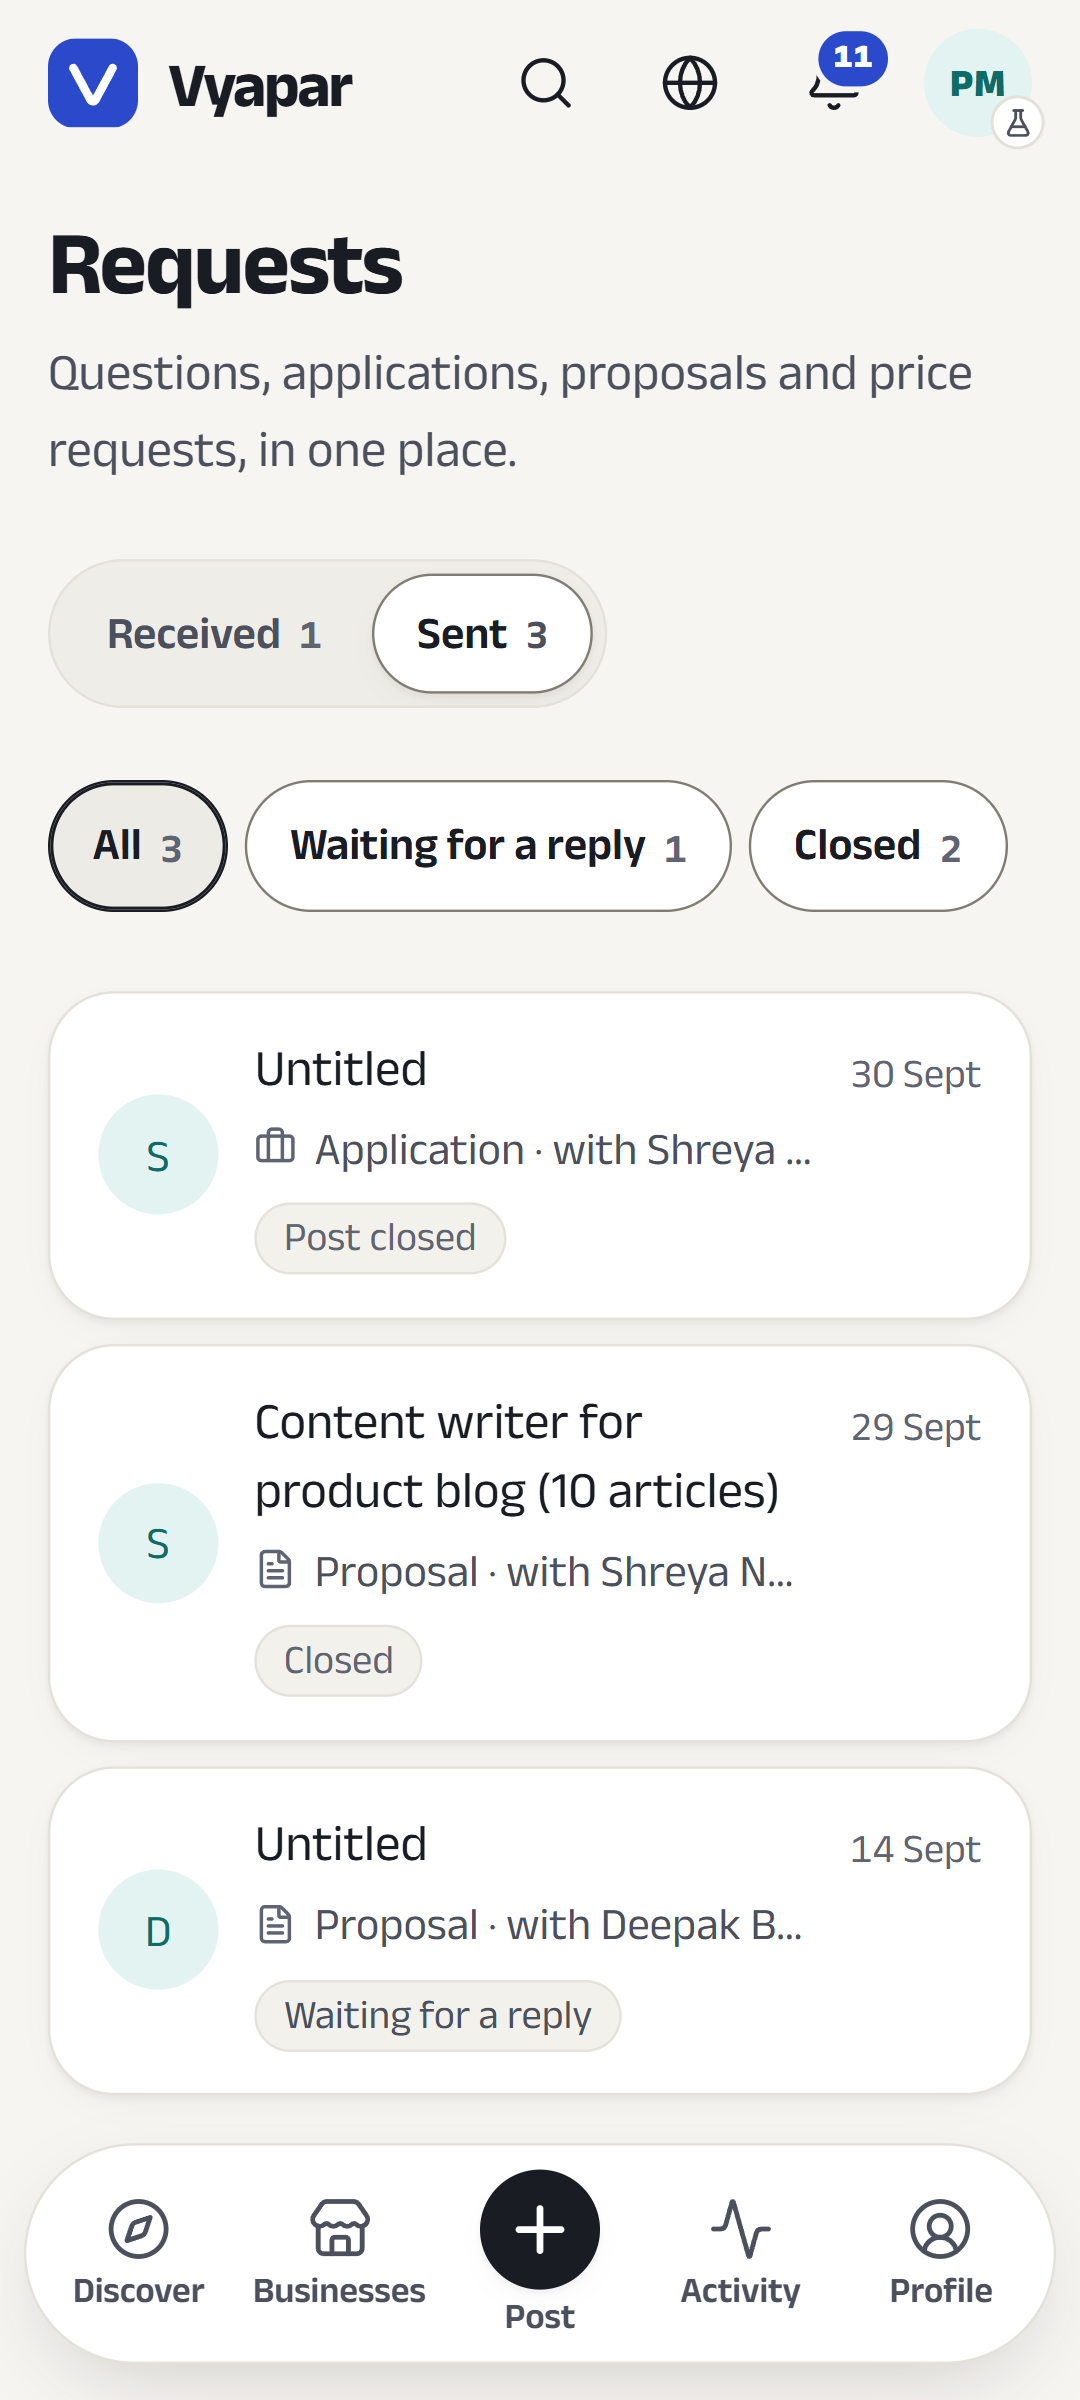 Vyapar
11
PM
Requests
Questions, applications, proposals and price
requests, in one place.
Received 1
Sent 3
All 3
Waiting for a reply 1
Closed 2
Untitled
30 Sept
S
Application · with Shreya ...
Post closed
Content writer for
product blog (10 articles)
29 Sept
S
Proposal · with Shreya N...
Closed
Untitled
14 Sept
D
Proposal · with Deepak B...
Waiting for a reply
Discover
Businesses
Post
Activity
Profile